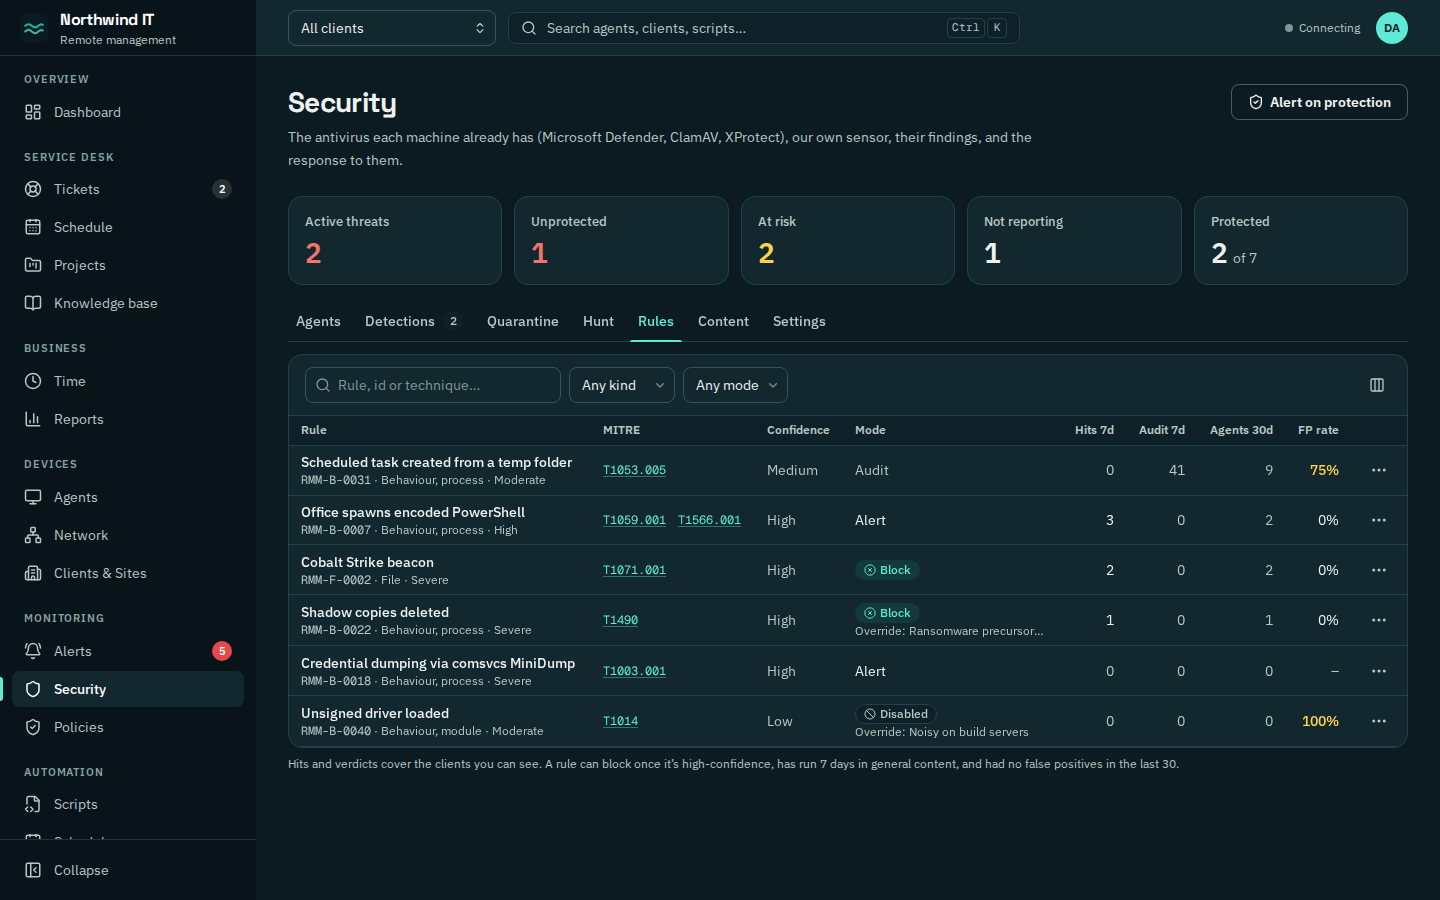 Northwind IT
Remote management
All clients
Search agents, clients, scripts...
Ctrl K
Connecting
DA
OVERVIEW
Dashboard
SERVICE DESK
Tickets 2
Schedule
Projects
Knowledge base
BUSINESS
Time
Reports
DEVICES
Agents
Network
Clients & Sites
MONITORING
Alerts 5
Security
Policies
AUTOMATION
Scripts
Collapse
Security
Alert on protection
The antivirus each machine already has (Microsoft Defender, ClamAV, XProtect), our own sensor, their findings, and the
response to them.
Active threats
2
Unprotected
1
At risk
2
Not reporting
1
Protected
2 of 7
Agents Detections 2 Quarantine Hunt Rules Content Settings
Rule, id or technique... Any kind Any mode
Rule MITRE Confidence Mode Hits 7d Audit 7d Agents 30d FP rate
Scheduled task created from a temp folder
RMM-B-0031 · Behaviour, process · Moderate
T1053.005 Medium Audit 0 41 9 75%
Office spawns encoded PowerShell
RMM-B-0007 · Behaviour, process · High
T1059.001 T1566.001 High Alert 3 0 2 0%
Cobalt Strike beacon
RMM-F-0002 · File · Severe
T1071.001 High Block 2 0 2 0%
Shadow copies deleted
RMM-B-0022 · Behaviour, process · Severe
T1490 High Block 1 0 1 0%
Override: Ransomware precursor...
Credential dumping via comsvcs MiniDump
RMM-B-0018 · Behaviour, process · Severe
T1003.001 High Alert 0 0 0 –
Unsigned driver loaded
RMM-B-0040 · Behaviour, module · Moderate
T1014 Low Disabled 0 0 0 100%
Override: Noisy on build servers
Hits and verdicts cover the clients you can see. A rule can block once it's high-confidence, has run 7 days in general content, and had no false positives in the last 30.